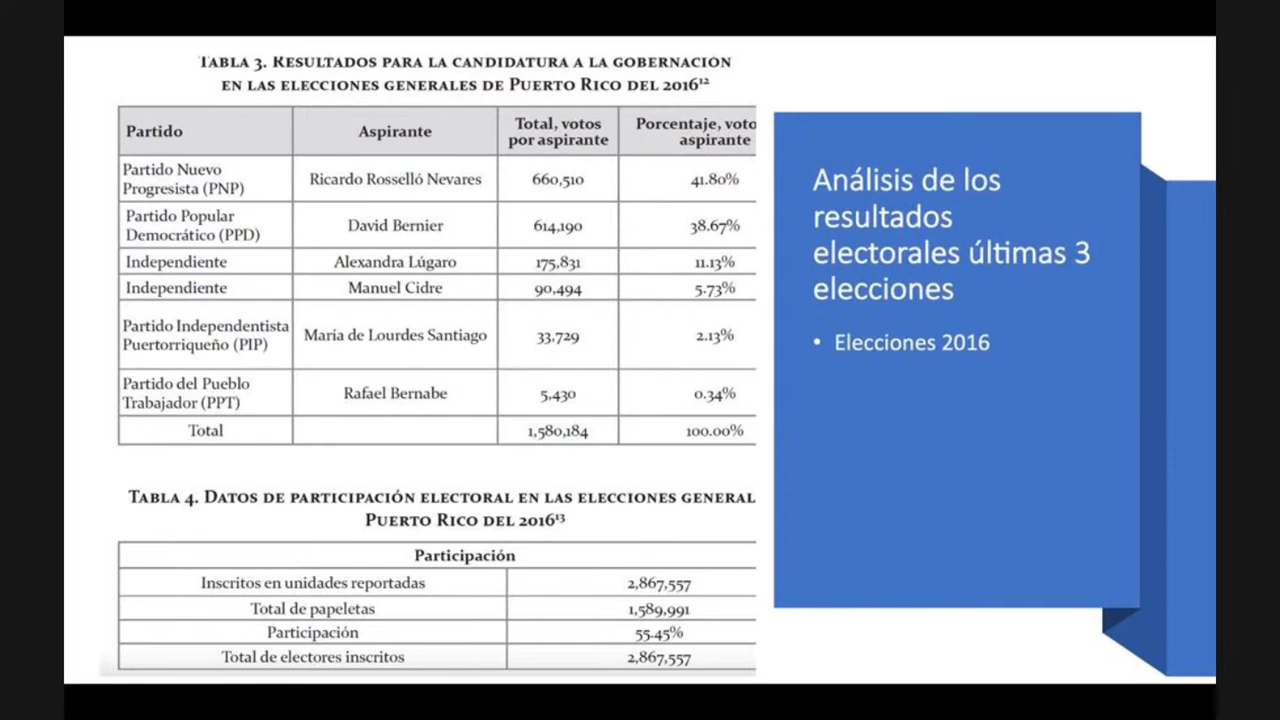 TABLA 3. RESULTADOS PARA LA CANDIDATURA A LA GOBERNACIÓN
EN LAS ELECCIONES GENERALES DE PUERTO RICO DEL 2016¹²
Partido Aspirante Total, votos por aspirante Porcentaje, voto aspirante
Partido Nuevo Progresista (PNP) Ricardo Rosselló Nevares 660,510 41.80%
Partido Popular Democrático (PPD) David Bernier 614,190 38.67%
Independiente Alexandra Lúgaro 175,831 11.13%
Independiente Manuel Cidre 90,494 5.73%
Partido Independentista Puertorriqueño (PIP) María de Lourdes Santiago 33,729 2.13%
Partido del Pueblo Trabajador (PPT) Rafael Bernabe 5,430 0.34%
Total 1,580,184 100.00%
TABLA 4. DATOS DE PARTICIPACIÓN ELECTORAL EN LAS ELECCIONES GENERAL
PUERTO RICO DEL 2016¹³
Participación
Inscritos en unidades reportadas 2,867,557
Total de papeletas 1,589,991
Participación 55.45%
Total de electores inscritos 2,867,557
Análisis de los
resultados
electorales últimas 3
elecciones
• Elecciones 2016